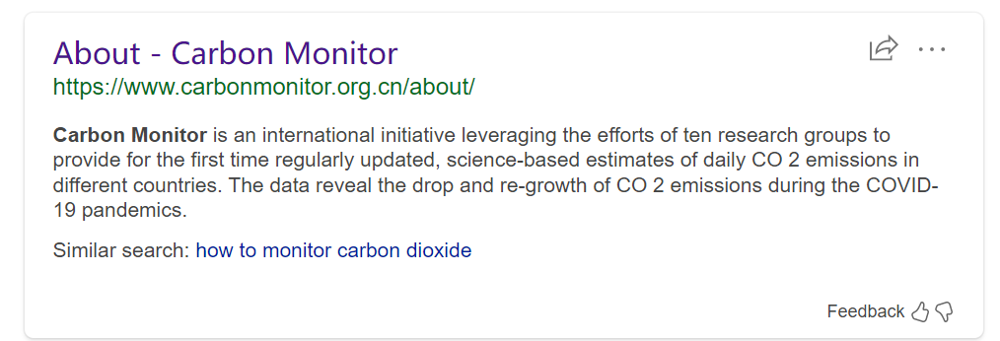 About - Carbon Monitor
https://www.carbonmonitor.org.cn/about/
Carbon Monitor is an international initiative leveraging the efforts of ten research groups to
provide for the first time regularly updated, science-based estimates of daily CO 2 emissions in
different countries. The data reveal the drop and re-growth of CO 2 emissions during the COVID-
19 pandemics.
Similar search: how to monitor carbon dioxide
Feedback